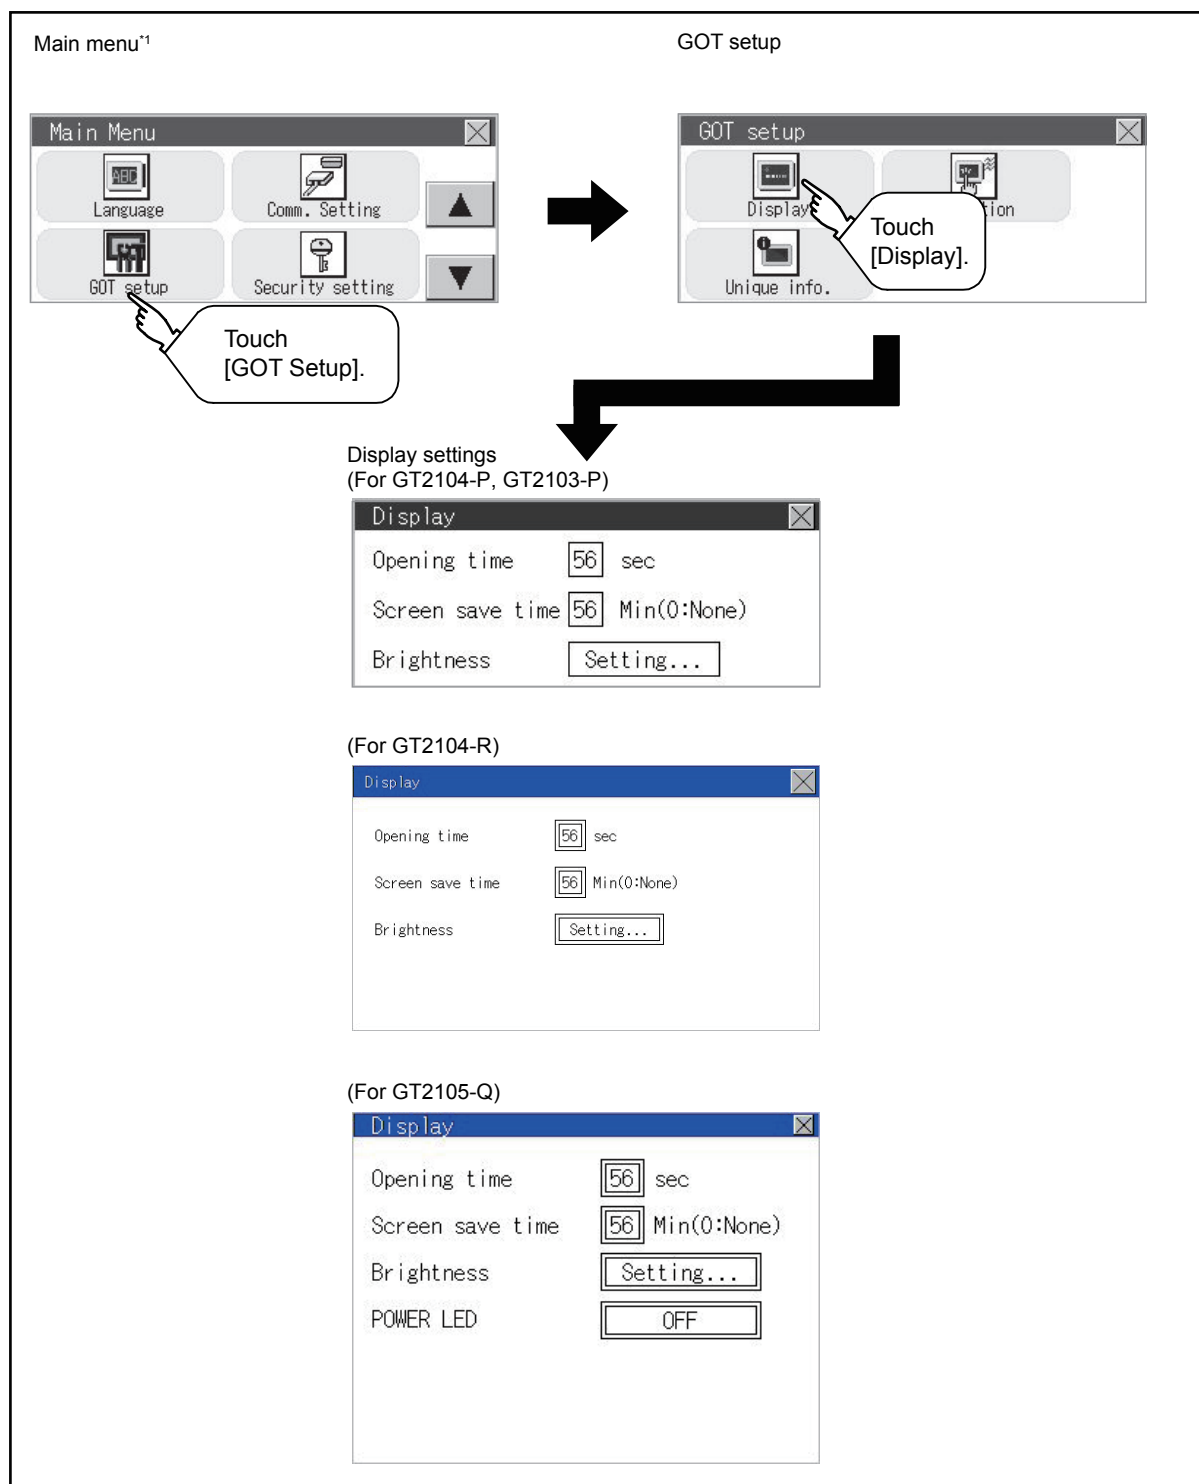 Main menu*1
GOT setup
Main Menu
Language
Comm. Setting
GOT setup
Security setting
Touch
[GOT Setup].
GOT setup
Display
tion
Unique info.
Touch
[Display].
Display settings
(For GT2104-P, GT2103-P)
Display
Opening time 56 sec
Screen save time 56 Min(0:None)
Brightness Setting...
(For GT2104-R)
Display
Opening time 56 sec
Screen save time 56 Min(0:None)
Brightness Setting...
(For GT2105-Q)
Display
Opening time 56 sec
Screen save time 56 Min(0:None)
Brightness Setting...
POWER LED OFF